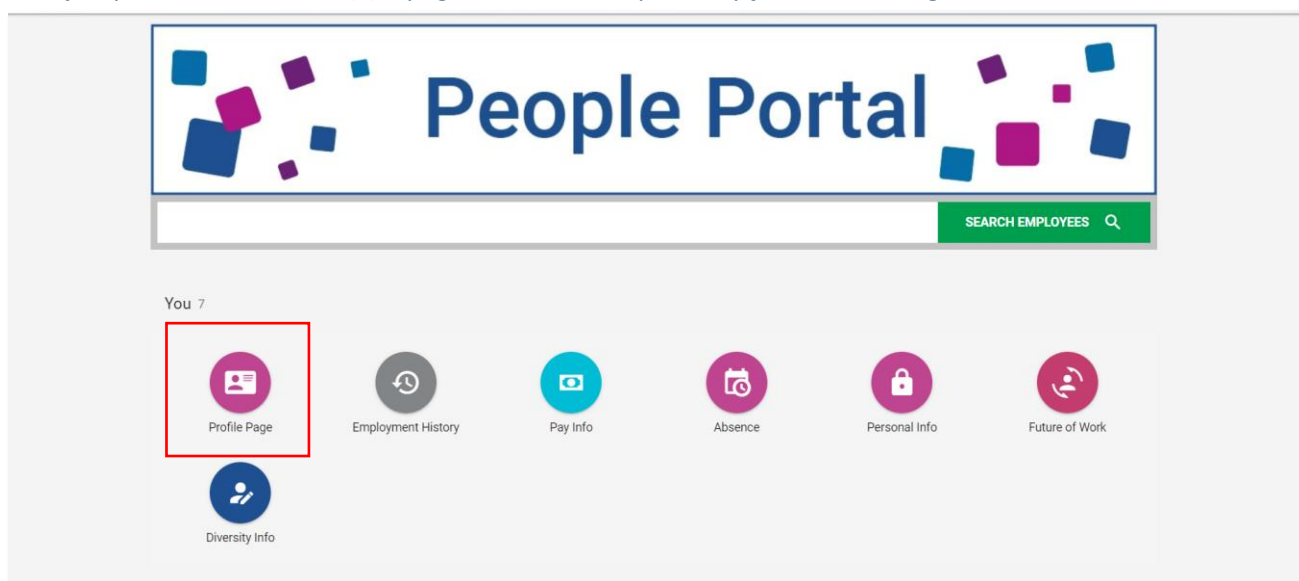 People Portal
SEARCH EMPLOYEES
You 7
Profile Page Employment History Pay Info Absence Personal Info Future of Work
Diversity Info